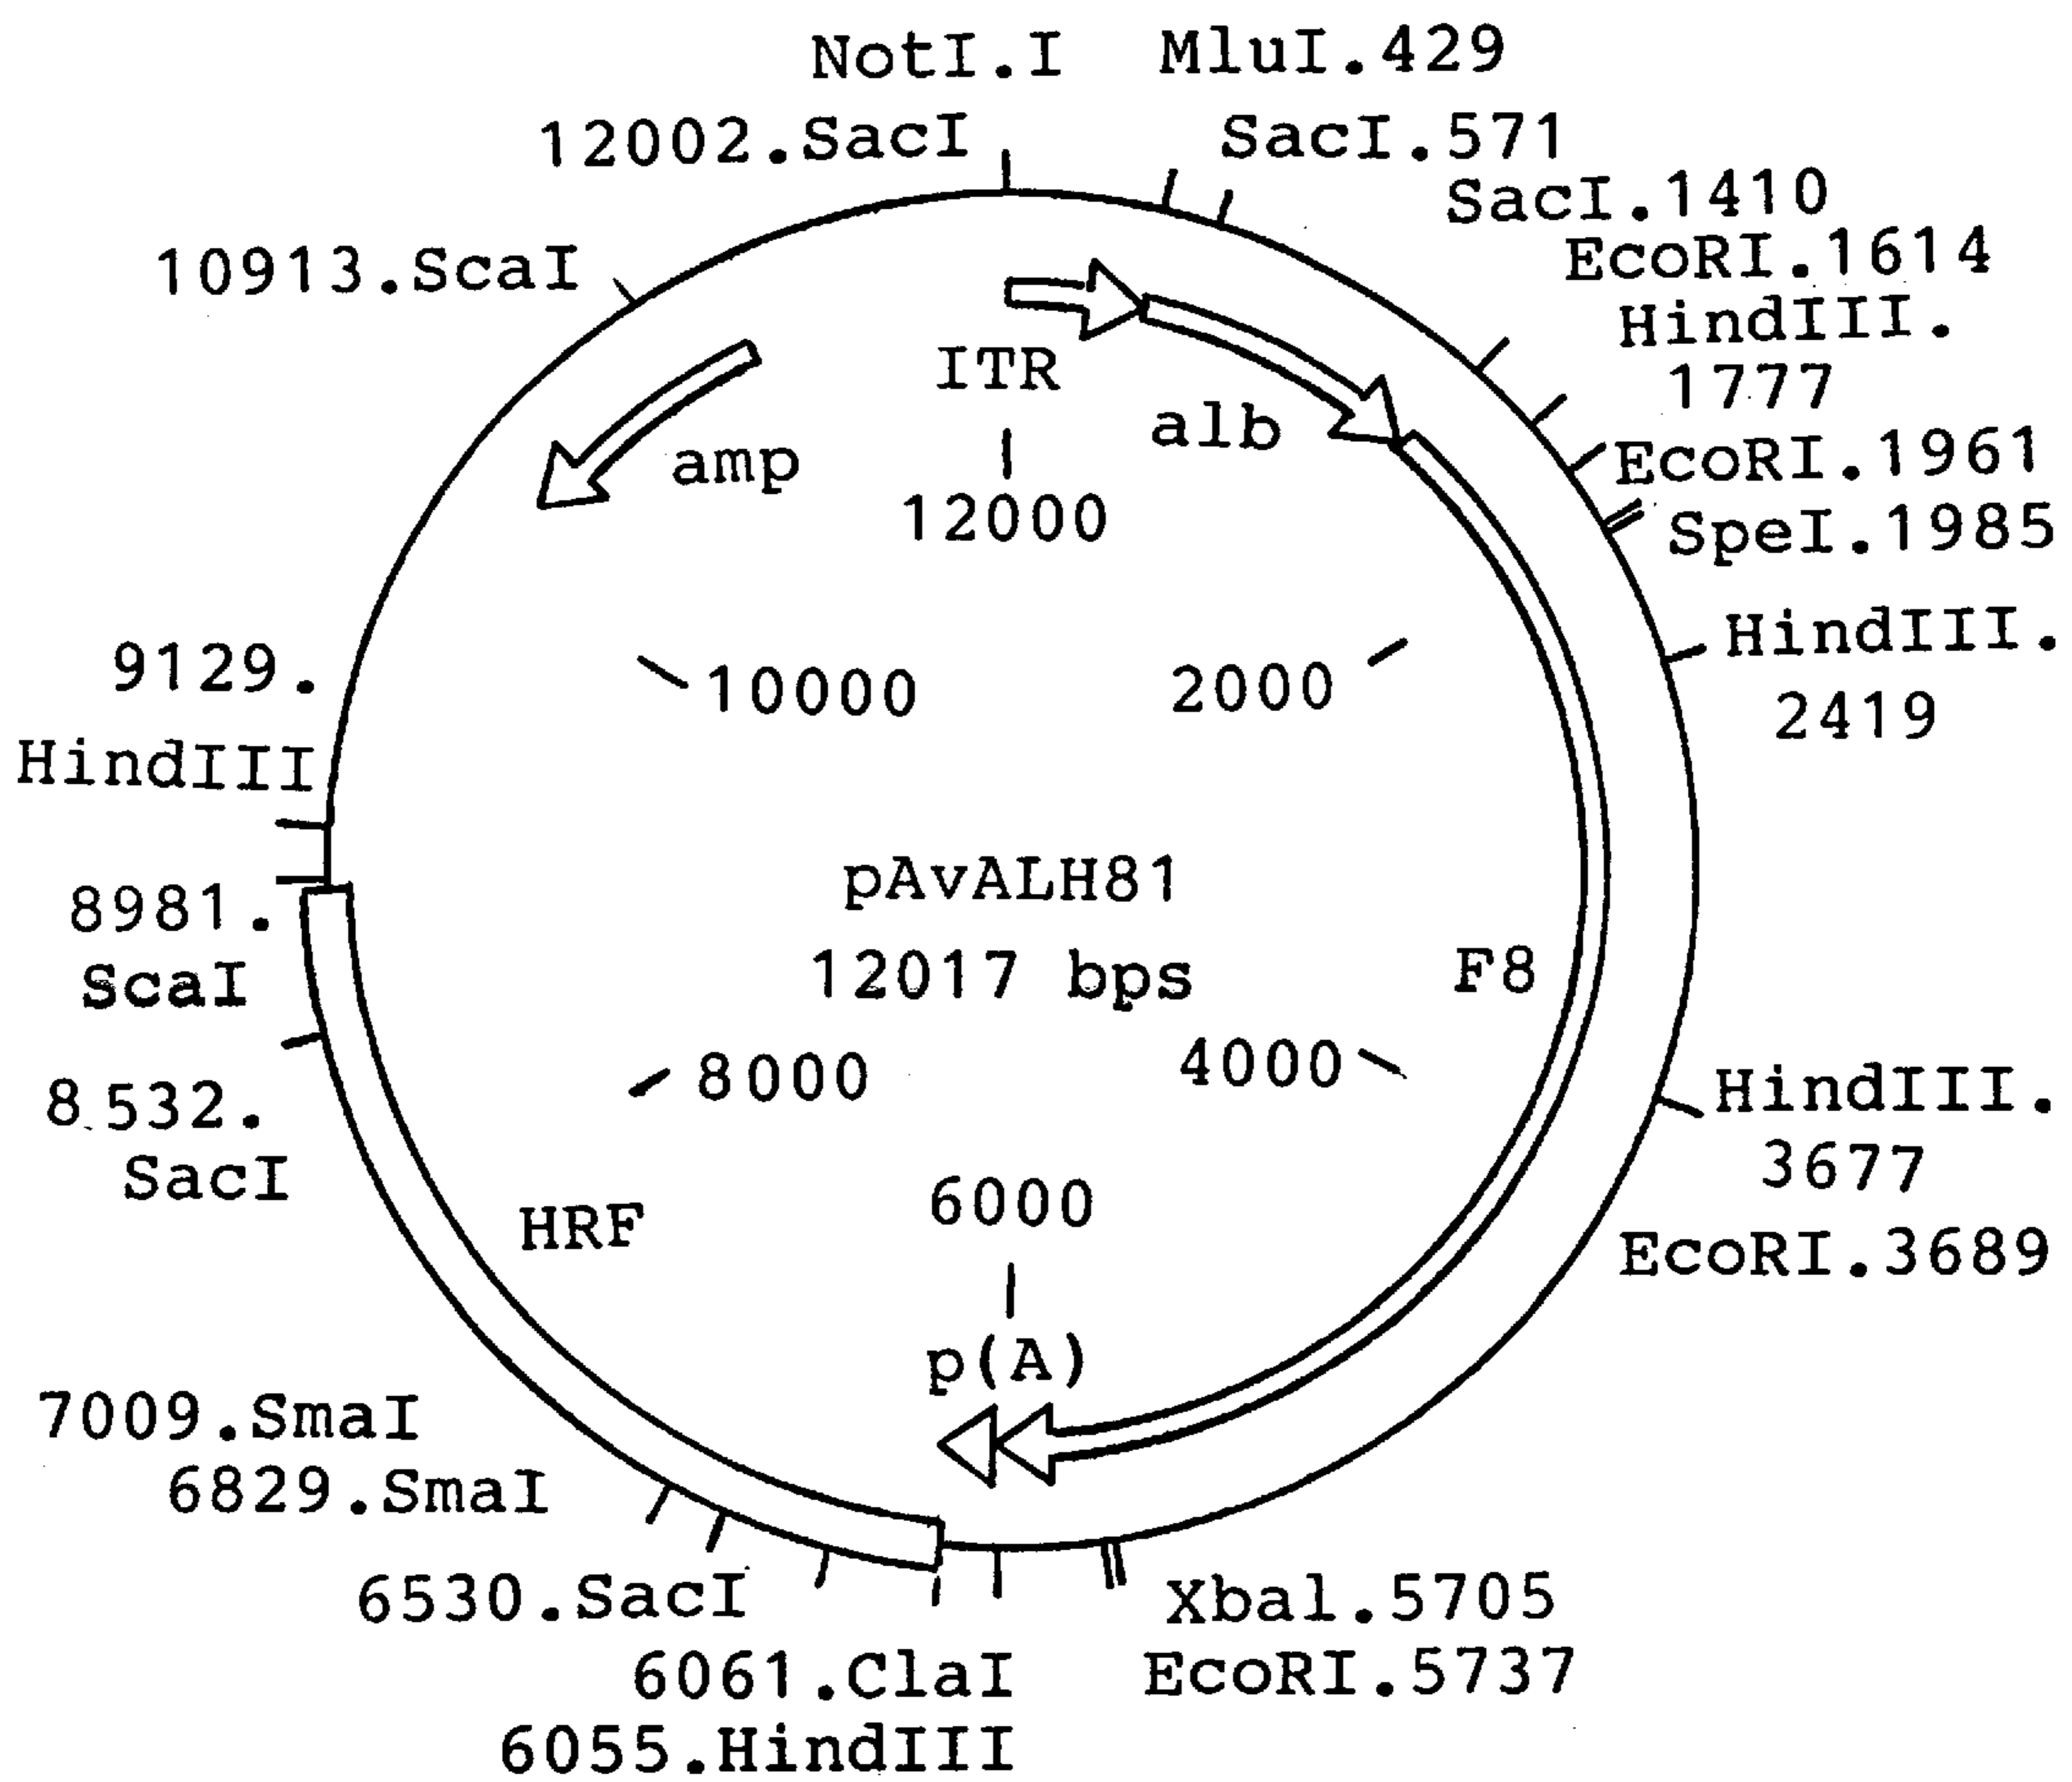 NotI.I MluI.429
12002.SacI SacI.571
SacI.1410
EcoRI.1614
10913.ScaI
HindIII.
1777
ITR
alb
amp
EcoRI.1961
12000
SpeI.1985
HindIII.
2419
9129.
HindIII
10000
2000
pAvALH81
12017 bps
F8
8981.
ScaI
8000
4000
HindIII.
3677
8532.
SacI
HRF
6000
EcoRI.3689
p(A)
7009.SmaI
6829.SmaI
6530.SacI
Xbal.5705
6061.ClaI
EcoRI.5737
6055.HindIII